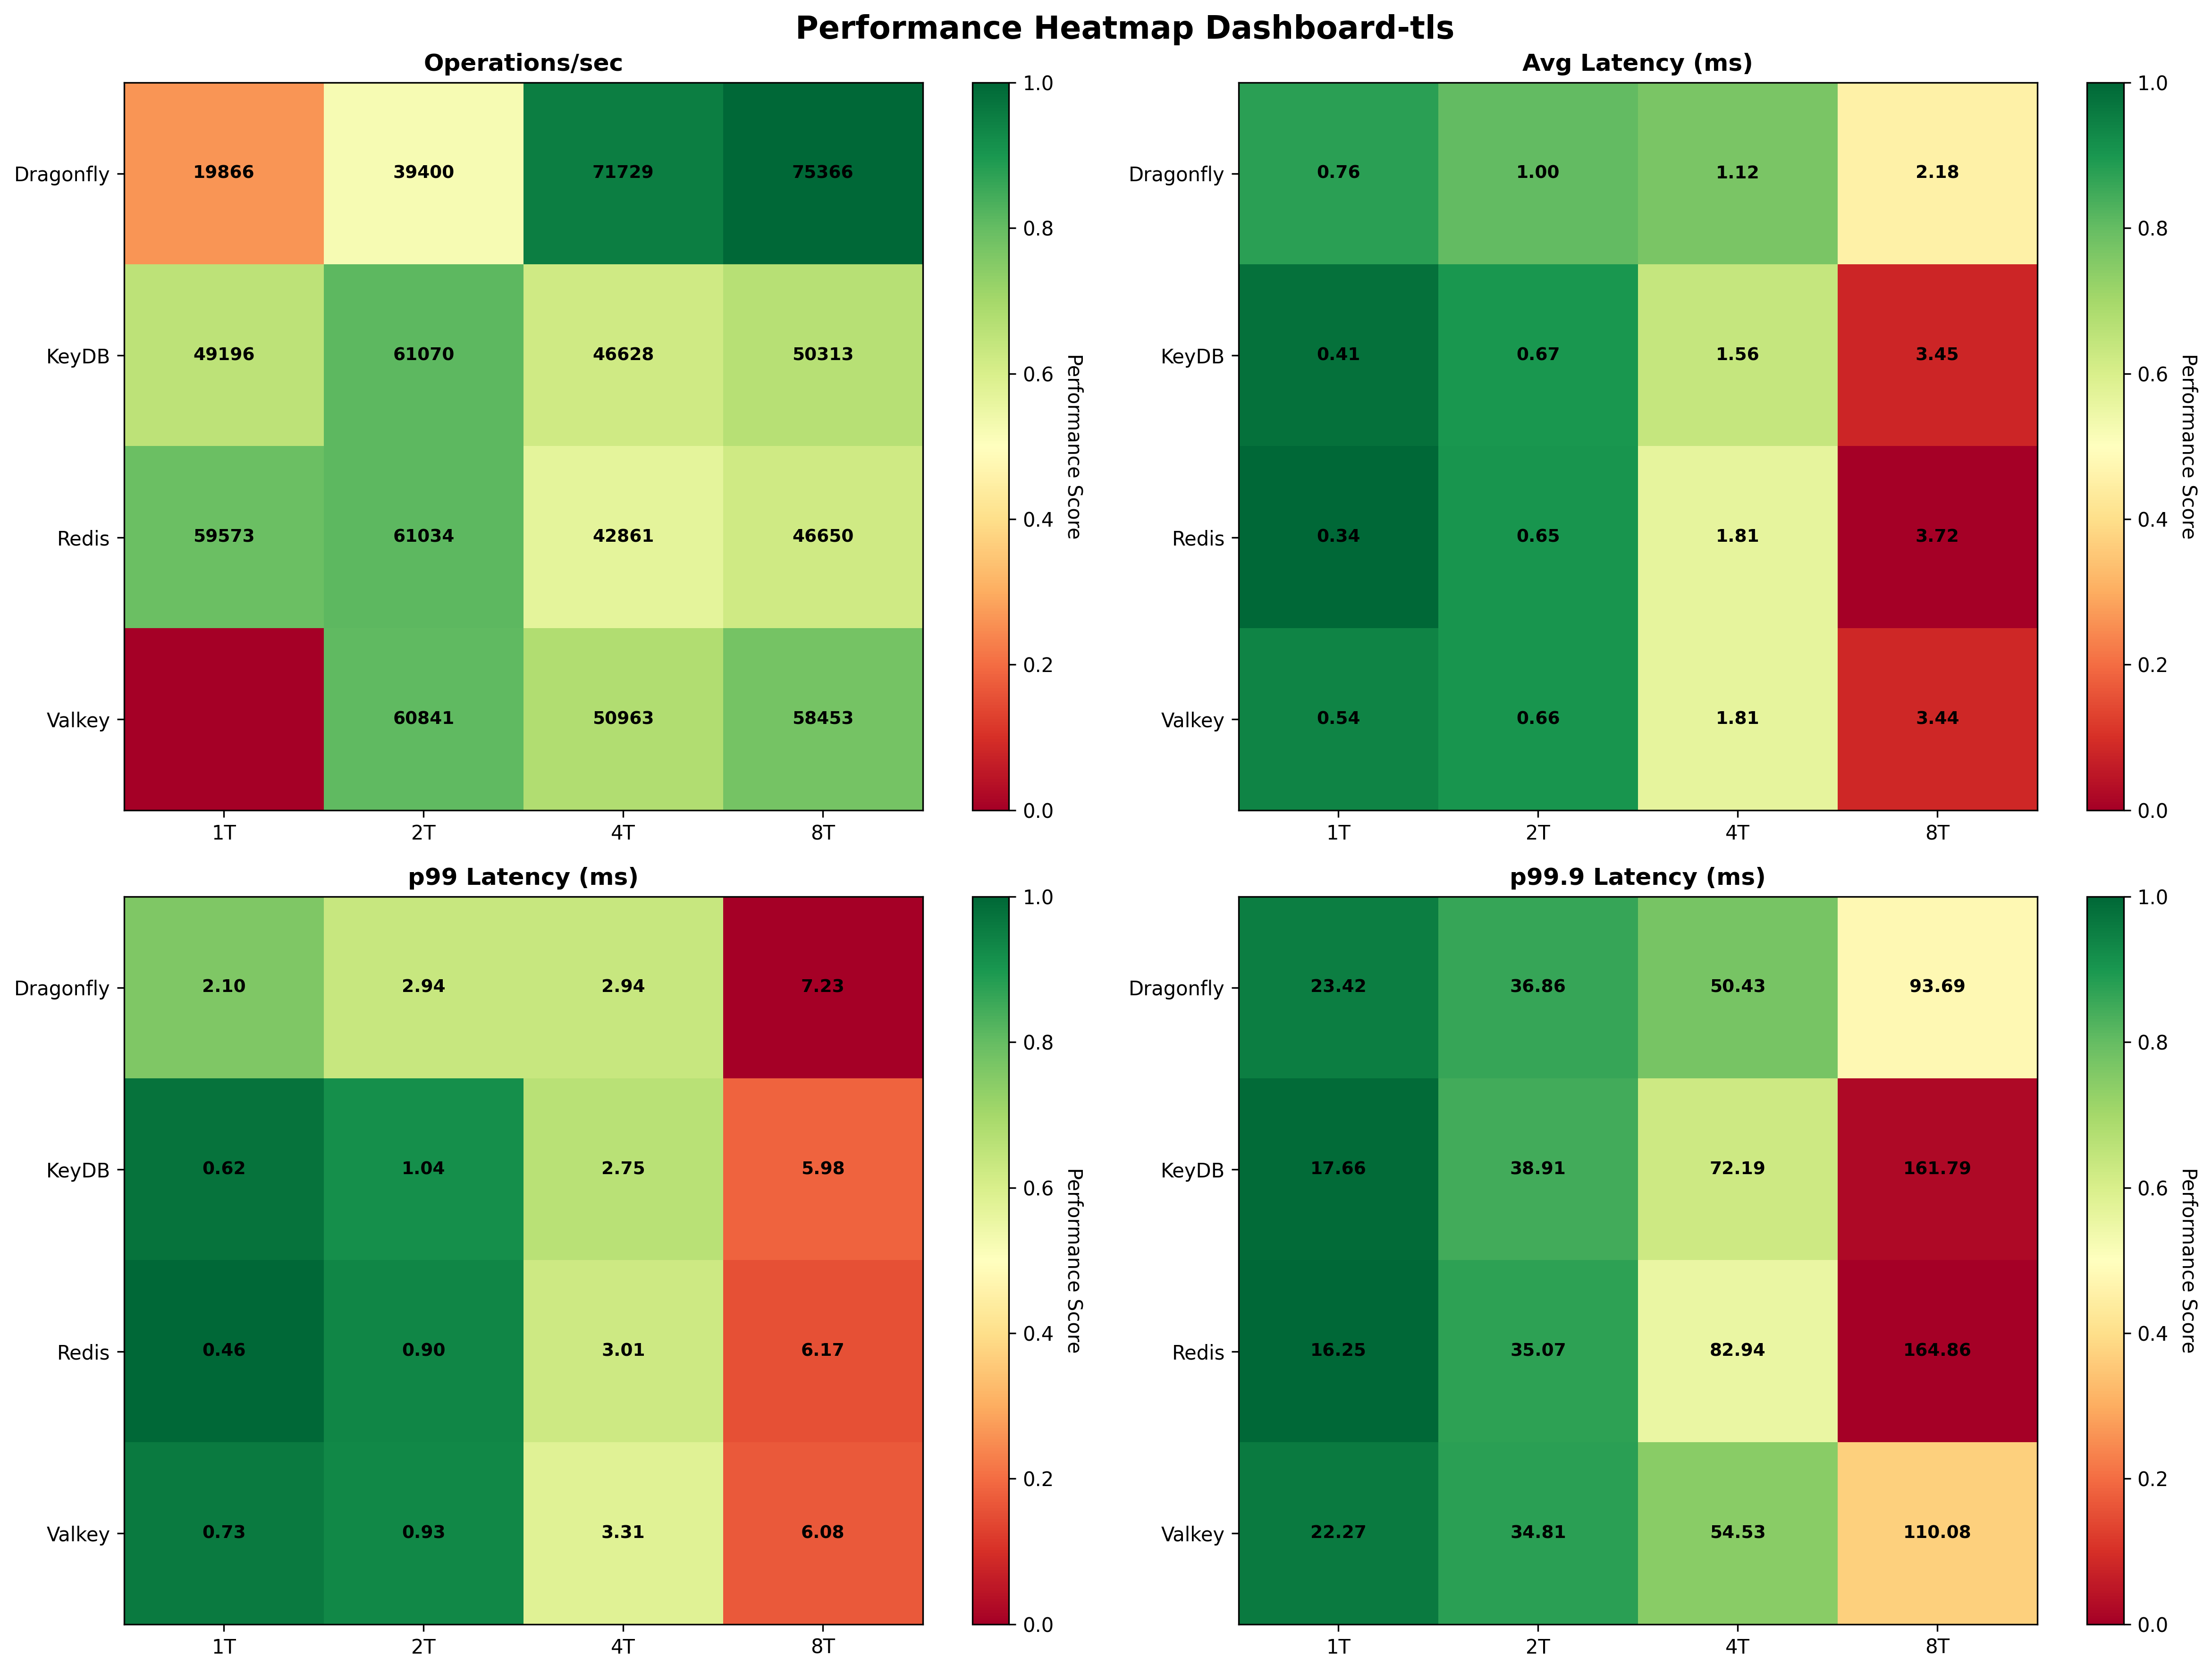 Performance Heatmap Dashboard-tls
Operations/sec
Dragonfly 19866 39400 71729 75366
KeyDB 49196 61070 46628 50313
Redis 59573 61034 42861 46650
Valkey 60841 50963 58453
1T 2T 4T 8T
1.0
0.8
0.6
0.4
0.2
0.0
Performance Score
Avg Latency (ms)
Dragonfly 0.76 1.00 1.12 2.18
KeyDB 0.41 0.67 1.56 3.45
Redis 0.34 0.65 1.81 3.72
Valkey 0.54 0.66 1.81 3.44
1T 2T 4T 8T
1.0
0.8
0.6
0.4
0.2
0.0
Performance Score
p99 Latency (ms)
Dragonfly 2.10 2.94 2.94 7.23
KeyDB 0.62 1.04 2.75 5.98
Redis 0.46 0.90 3.01 6.17
Valkey 0.73 0.93 3.31 6.08
1T 2T 4T 8T
1.0
0.8
0.6
0.4
0.2
0.0
Performance Score
p99.9 Latency (ms)
Dragonfly 23.42 36.86 50.43 93.69
KeyDB 17.66 38.91 72.19 161.79
Redis 16.25 35.07 82.94 164.86
Valkey 22.27 34.81 54.53 110.08
1T 2T 4T 8T
1.0
0.8
0.6
0.4
0.2
0.0
Performance Score